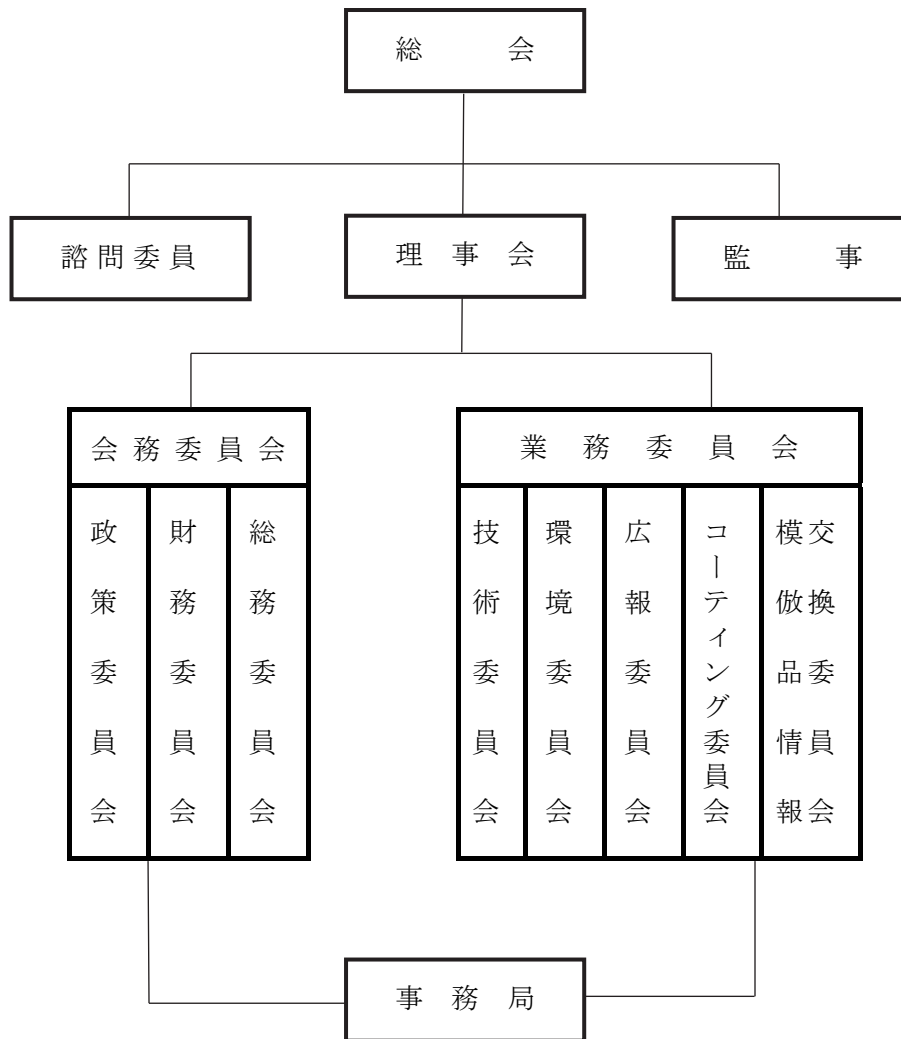 総会
諮問委員
理事会
監事
会務委員会
業務委員会
政策委員会
財務委員会
総務委員会
技術委員会
環境委員会
広報委員会
コーティング委員会
模倣品情報
交換委員会
事務局